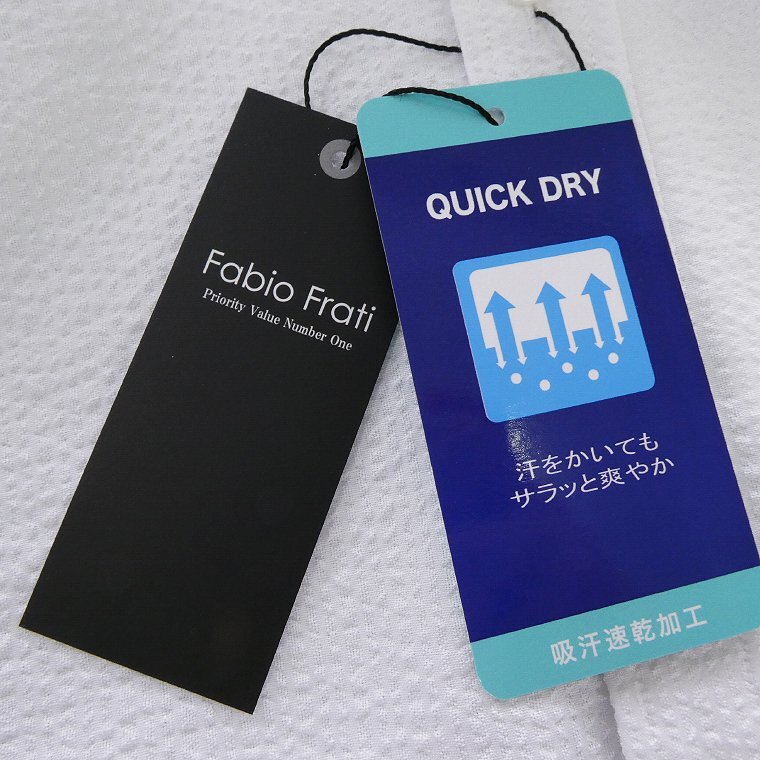 Fabio Frati
Priority Value Number One
QUICK DRY
汗をかいても
サラッと爽やか
吸汗速乾加工